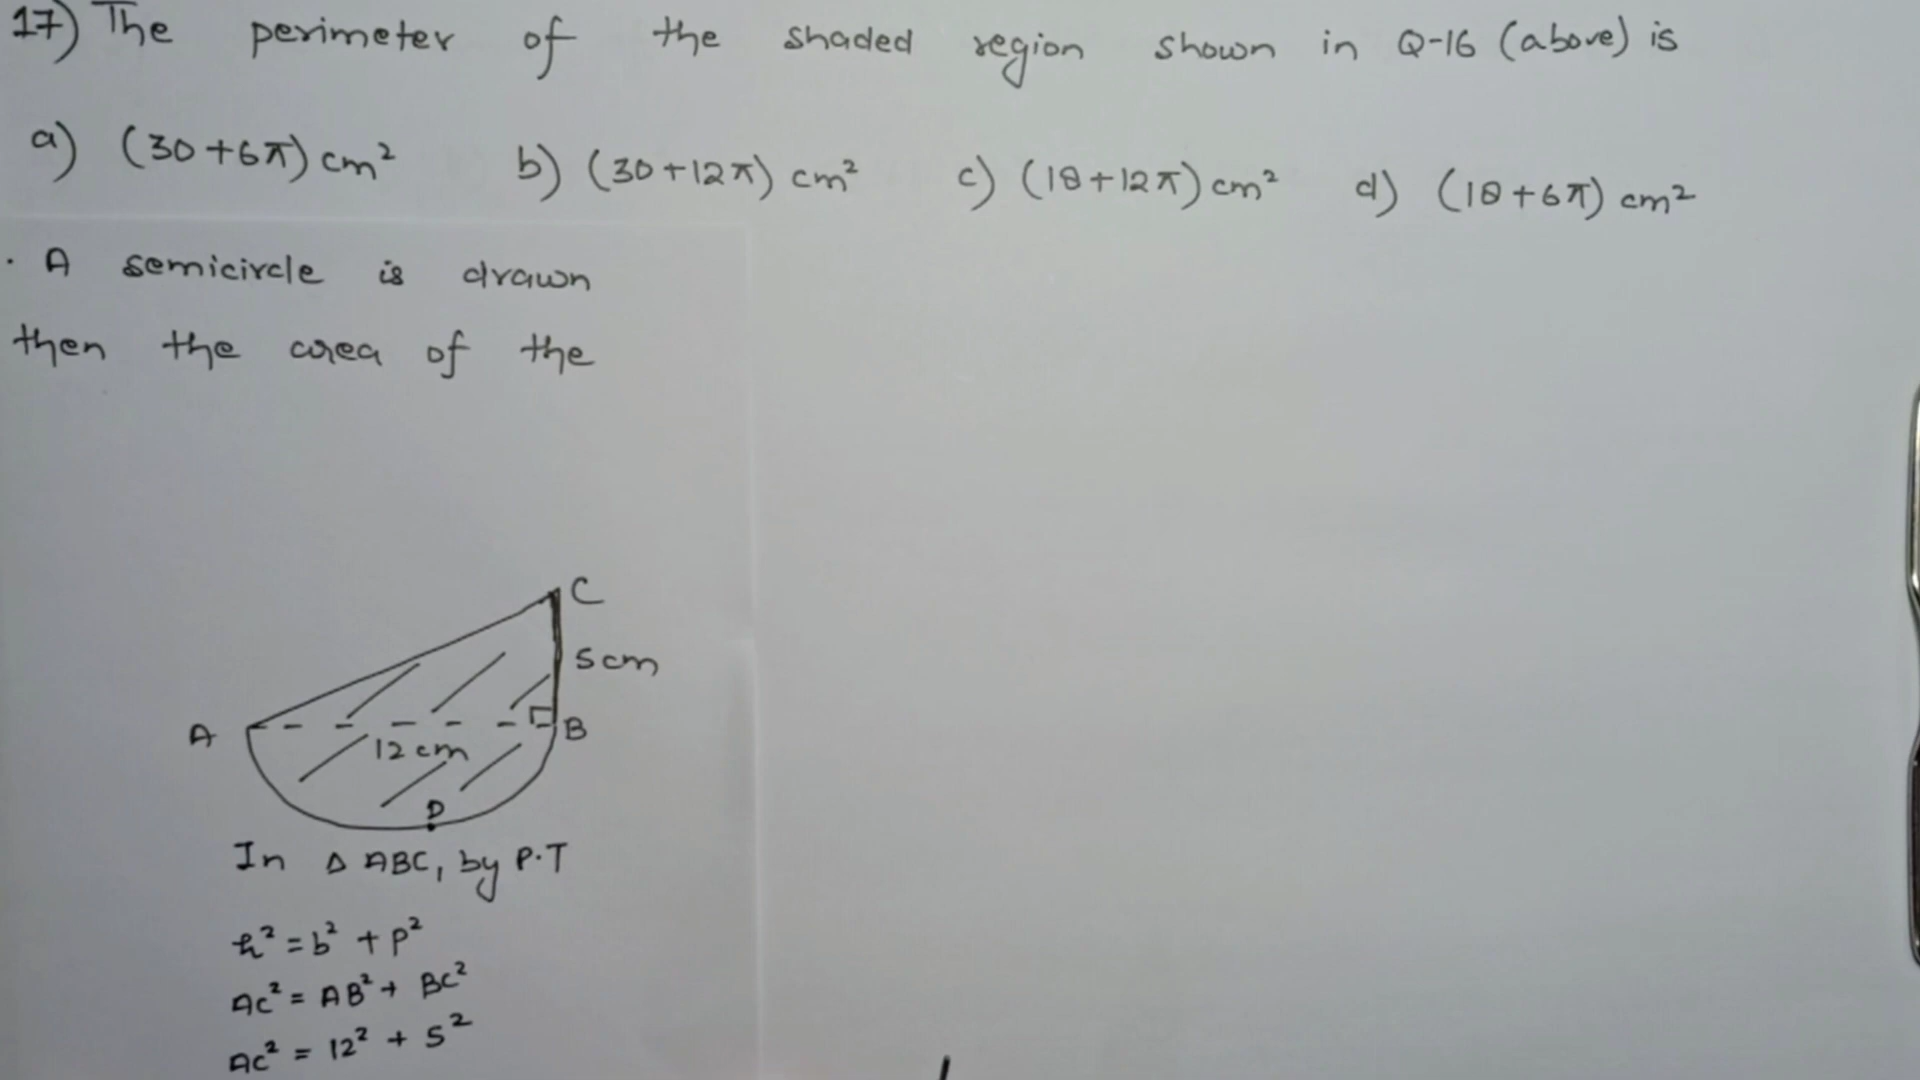 17) The perimeter of the shaded region shown in Q-16 (above) is
a) (30+6π) cm² b) (30+12π) cm² c) (18+12π) cm² d) (18+6π) cm²
. A semicircle is drawn
then the area of the
C
5cm
A
B
12 cm
D
In Δ ABC, by P.T
h² = b² + p²
AC² = AB² + BC²
AC² = 12² + 5²